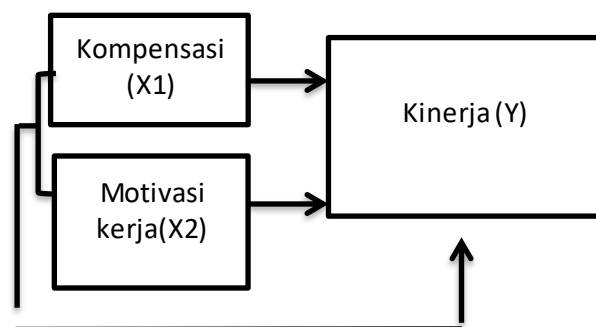 Kompensasi
(X1)
Kinerja (Y)
Motivasi
kerja(X2)